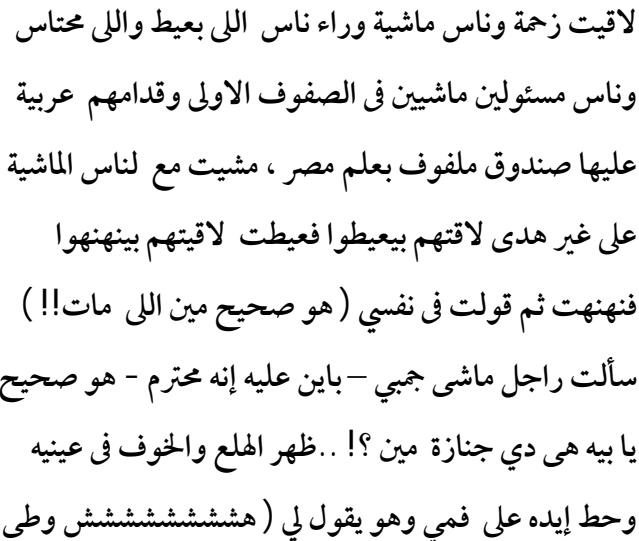 لاقيت زحمة وناس ماشية وراء ناس اللى بعيط واللى محتاس
وناس مسئولين ماشيين فى الصفوف الاولى وقدامهم عربية
عليها صندوق ملفوف بعلم مصر ، مشيت مع لناس الماشية
على غير هدى لاقتهم بيعيطوا فعيطت لاقيتهم بينهنهوا
فنهنهت ثم قولت فى نفسي ( هو صحيح مين اللى مات!! )
سألت راجل ماشى جمبي – باين عليه إنه محترم - هو صحيح
يا بيه هى دي جنازة مين ؟! ..ظهر الهلع والخوف فى عينيه
وحط إيده على فمي وهو يقول لي ( هششششششششش وطى